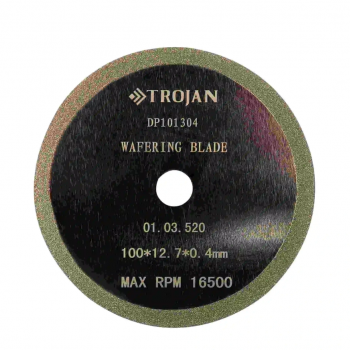 TROJAN
DP101304
WAFERING BLADE
01.03.520
100*12.7*0.4mm
MAX RPM 16500